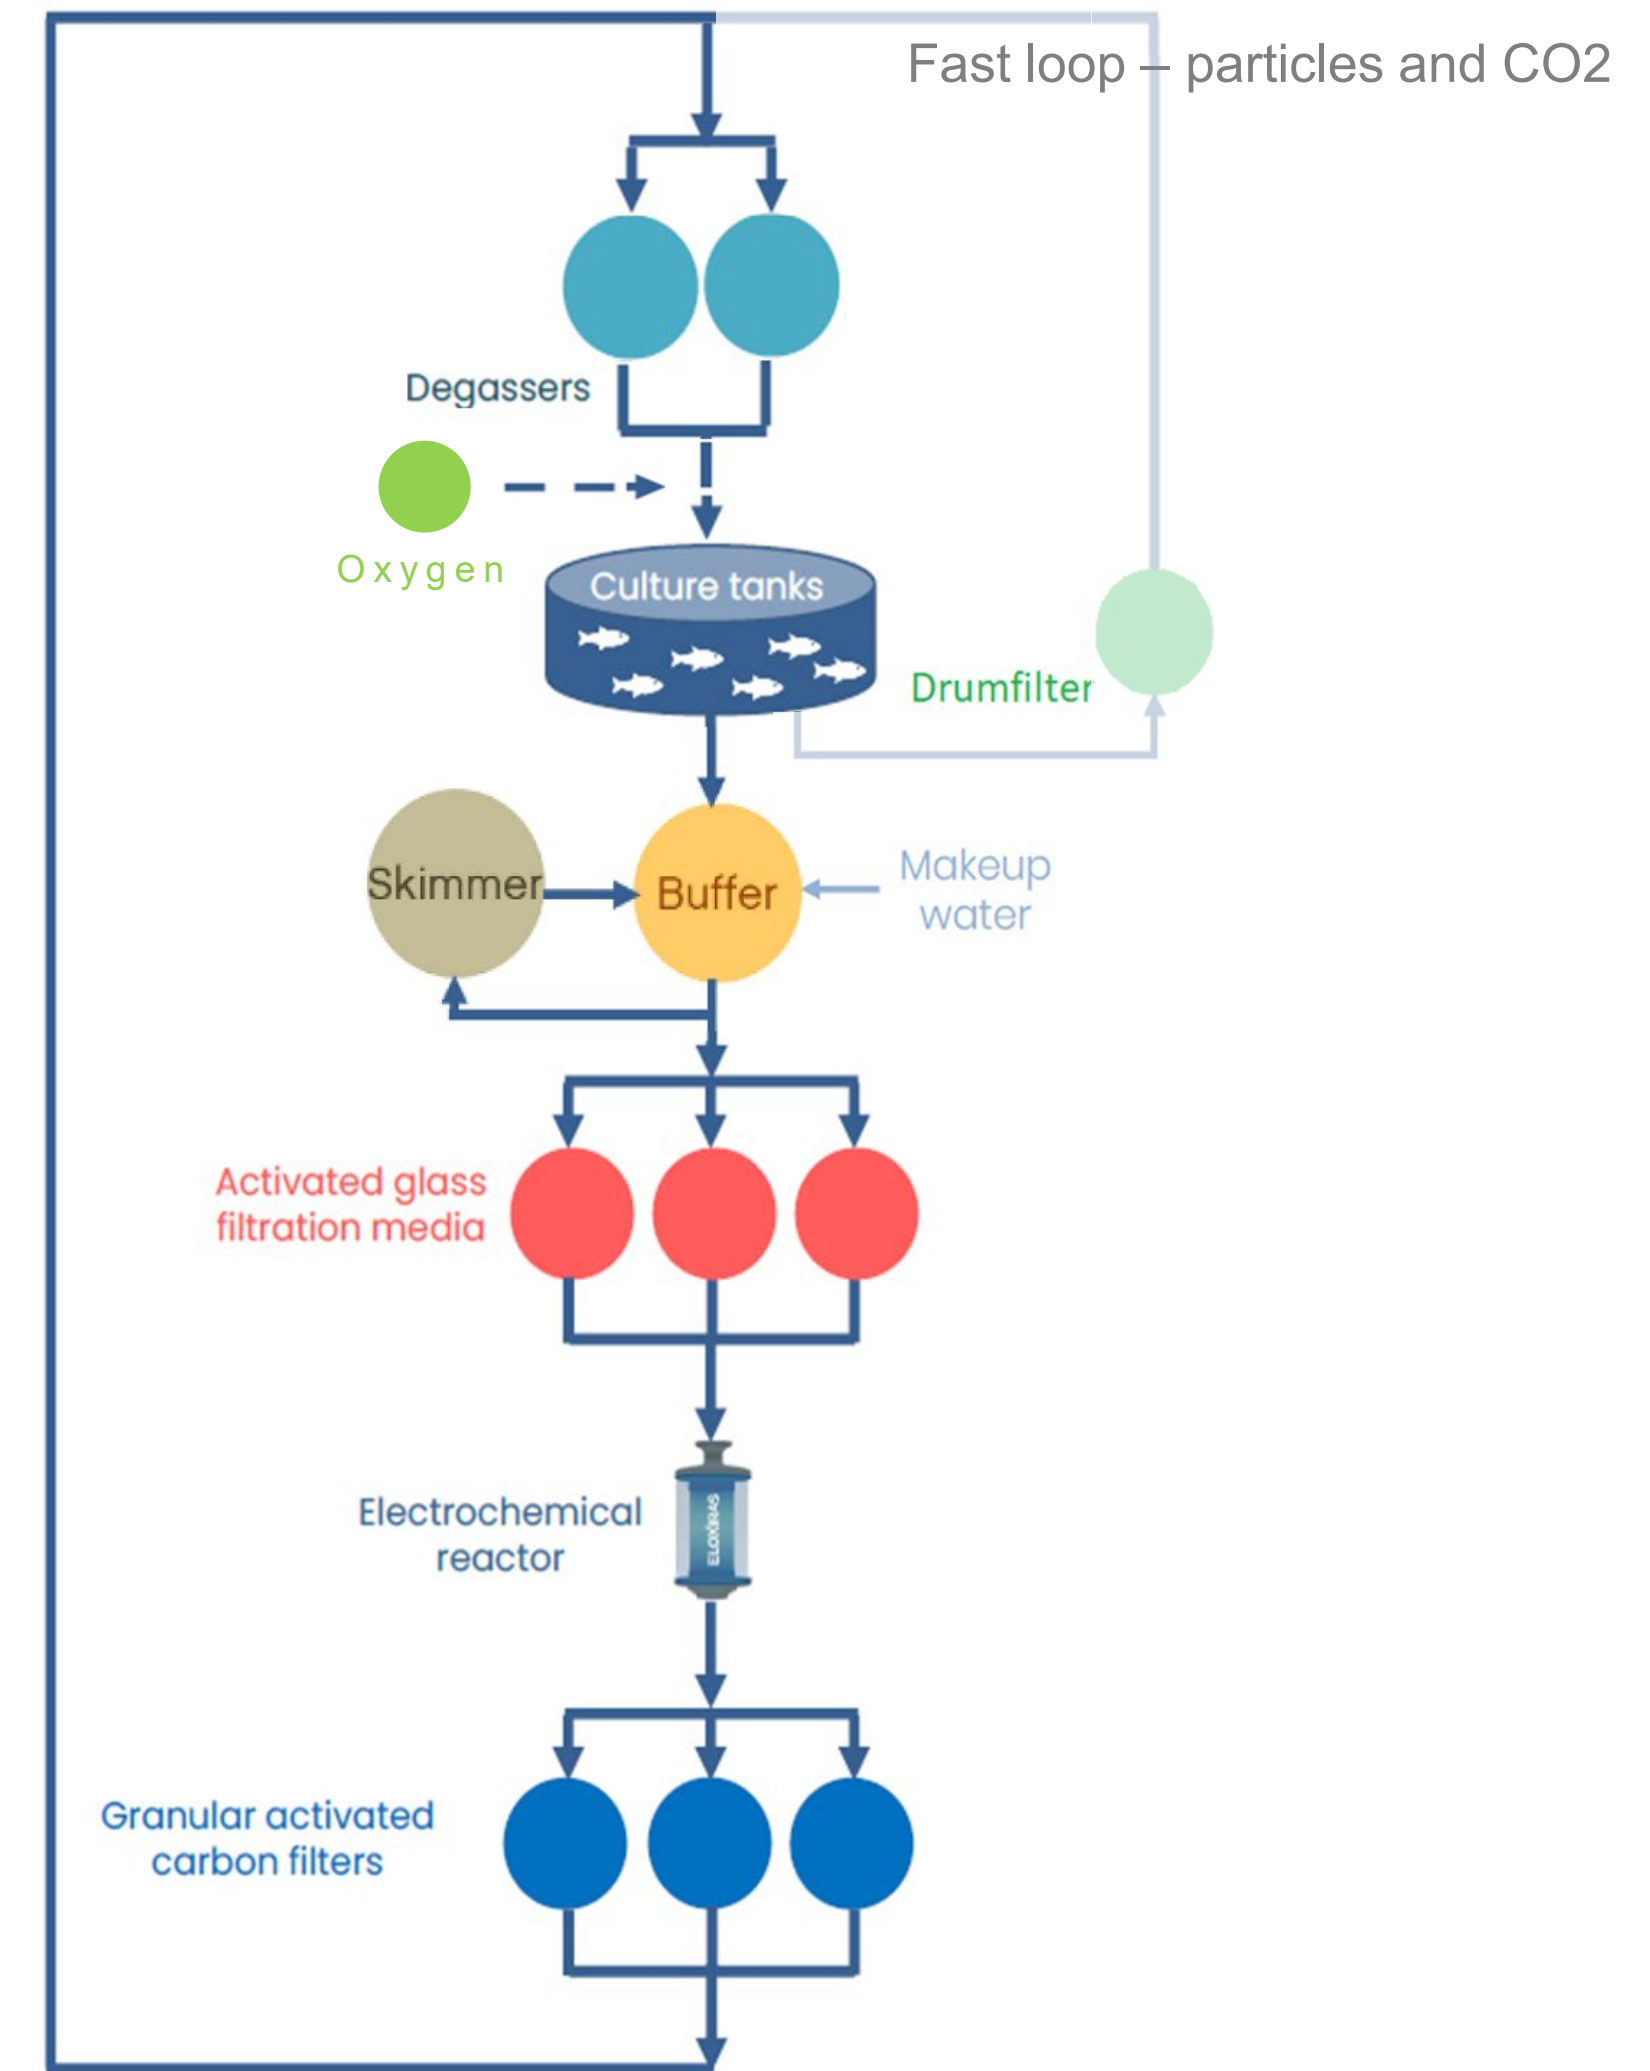 Fast loop – particles and CO2
Degassers
Oxygen
Culture tanks
Drumfilter
Skimmer
Buffer
Makeup
water
Activated glass
filtration media
Electrochemical
reactor
ELOXIRAS
Granular activated
carbon filters